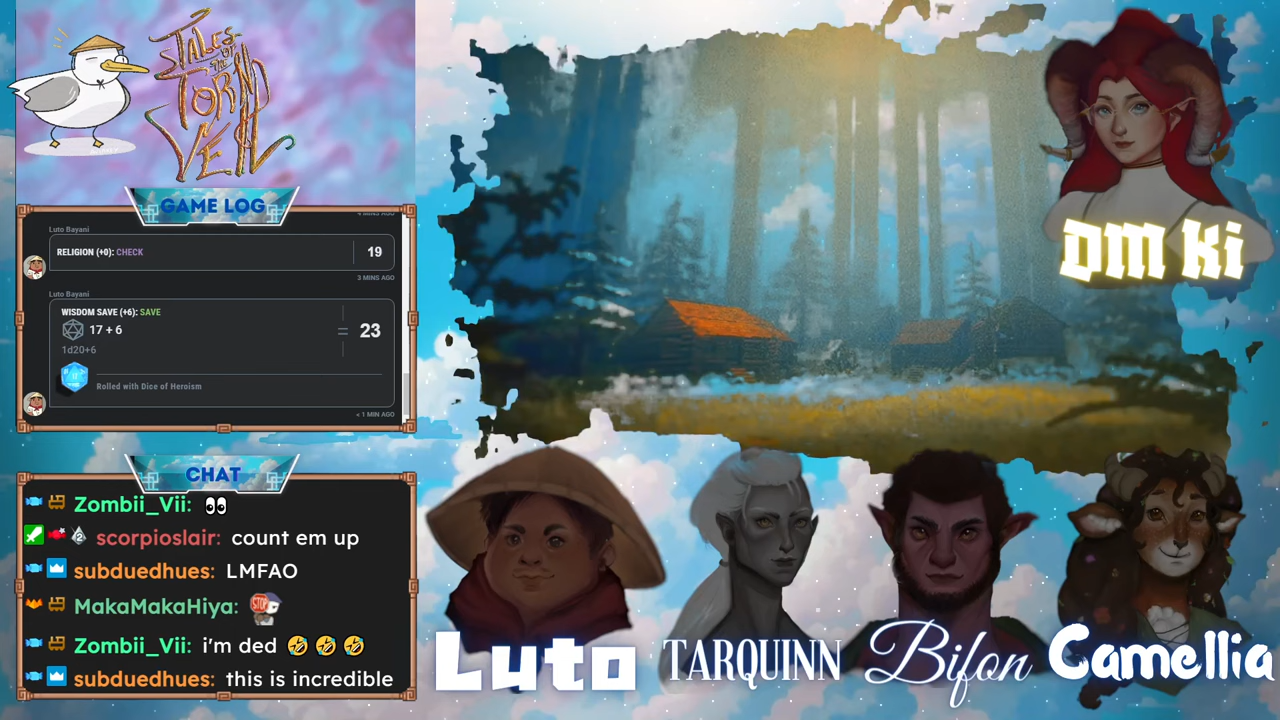 TALES
OF THE
TORN
VEIL
GAME LOG
4 MINS AGO
Luto Bayani
RELIGION (+0): CHECK
19
3 MINS AGO
Luto Bayani
WISDOM SAVE (+6): SAVE
17 + 6
= 23
1d20+6
Rolled with Dice of Heroism
< 1 MIN AGO
CHAT
Zombii_Vii: 👀
scorpioslair: count em up
subduedhues: LMFAO
MakaMakaHiya: STOP
Zombii_Vii: i'm ded 🤣 🤣 🤣
subduedhues: this is incredible
DM Ki
Luto
TARQUINN
Bifon
Camellia